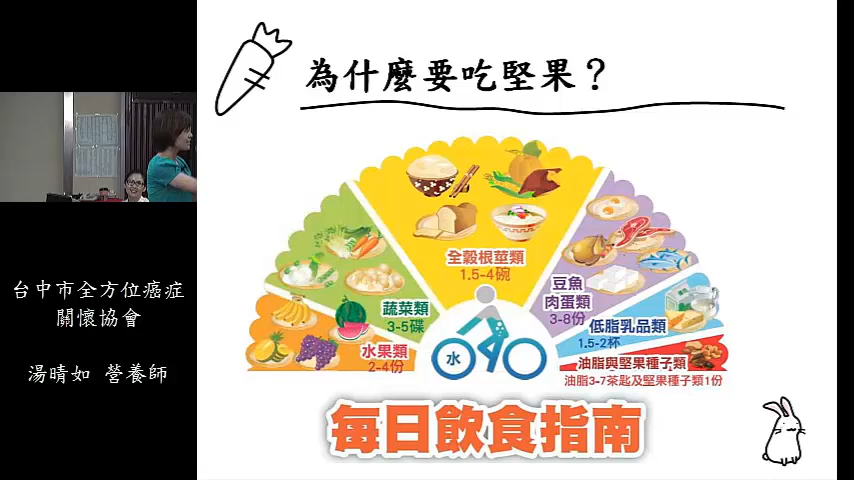 為什麼要吃堅果？
全穀根莖類
1.5-4碗
豆魚
肉蛋類
3-8份
蔬菜類
3-5碟
低脂乳品類
1.5-2杯
水果類
2-4份
水
油脂與堅果種子類
油脂3-7茶匙及堅果種子類1份
每日飲食指南
台中市全方位癌症
關懷協會
湯晴如 營養師